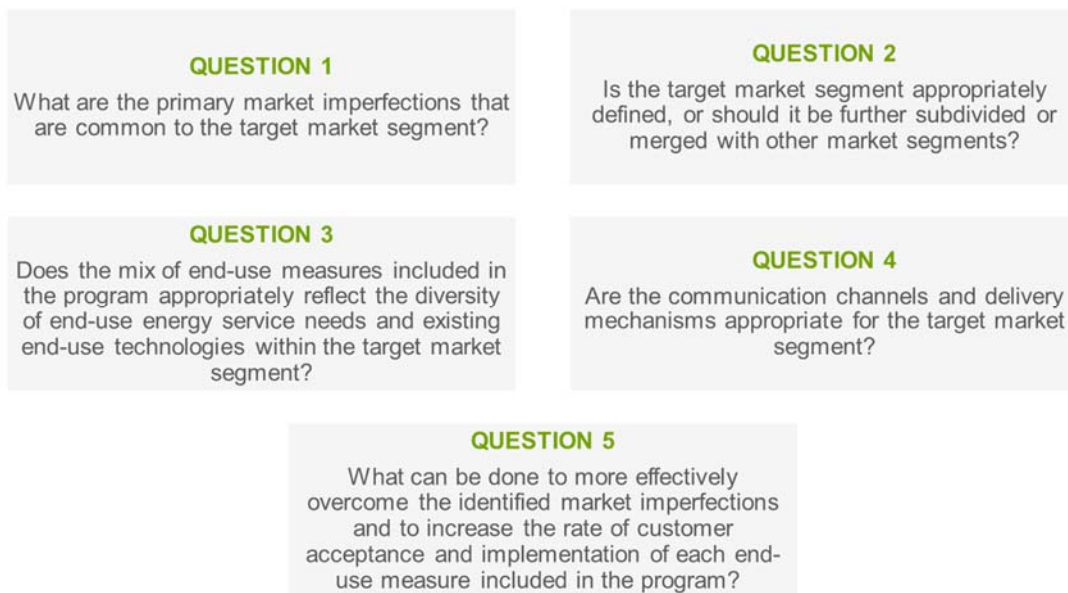 QUESTION 1
What are the primary market imperfections that
are common to the target market segment?
QUESTION 2
Is the target market segment appropriately
defined, or should it be further subdivided or
merged with other market segments?
QUESTION 3
Does the mix of end-use measures included in
the program appropriately reflect the diversity
of end-use energy service needs and existing
end-use technologies within the target market
segment?
QUESTION 4
Are the communication channels and delivery
mechanisms appropriate for the target market
segment?
QUESTION 5
What can be done to more effectively
overcome the identified market imperfections
and to increase the rate of customer
acceptance and implementation of each end-
use measure included in the program?